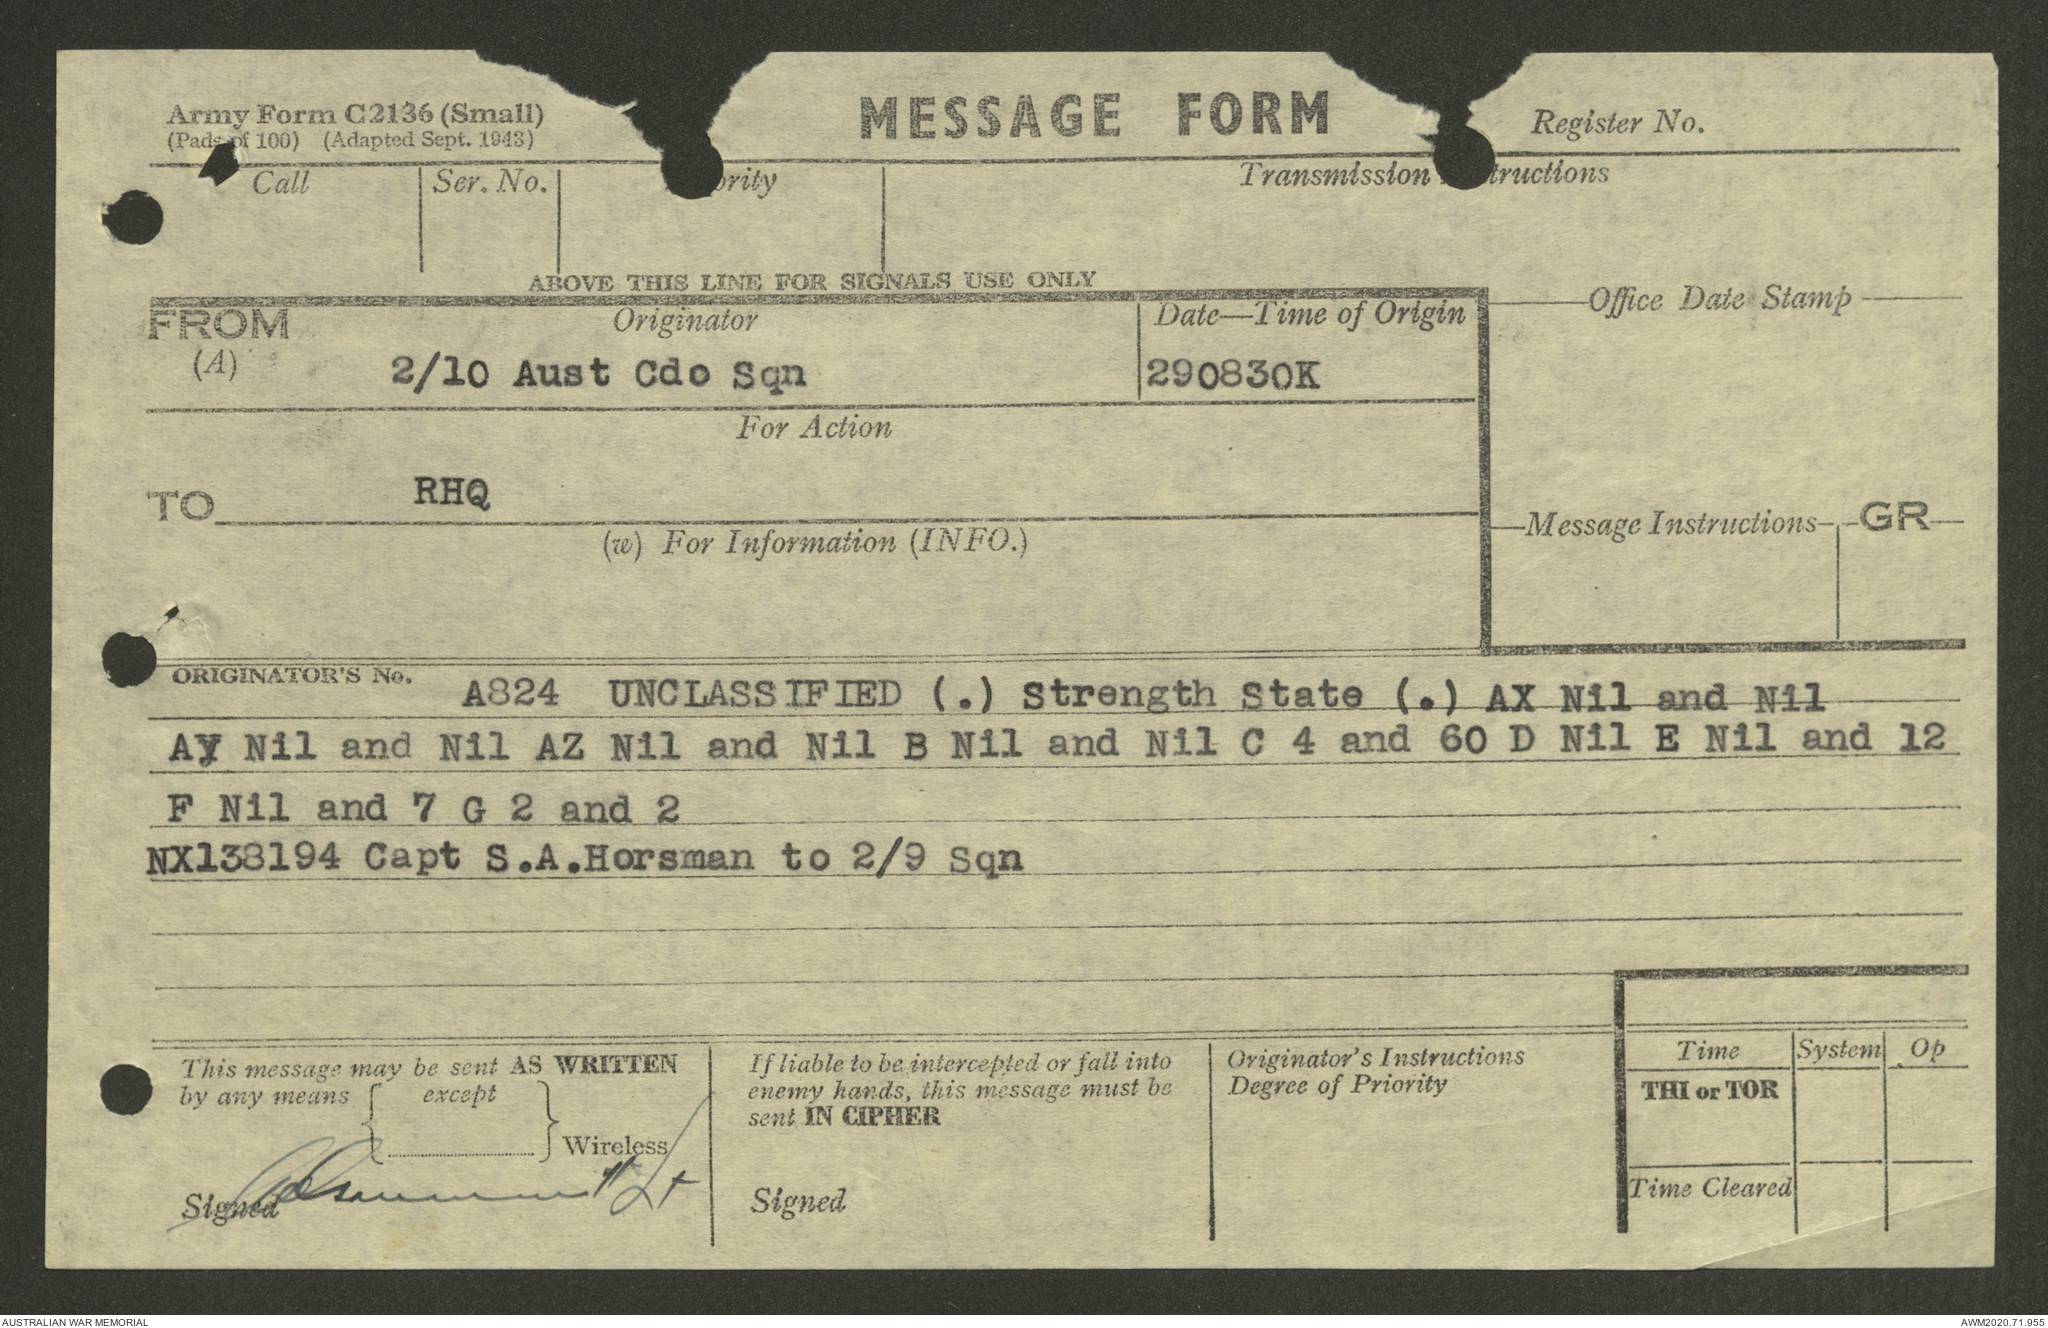 Army Form C2136 (Small)
(Pads of 100) (Adapted Sept. 1943)
MESSAGE FORM
Register No.
Call
Ser. No.
ority
Transmission tructions
ABOVE THIS LINE FOR SIGNALS USE ONLY
FROM
(A)
Originator
2/10 Aust Cdo Sqn
Date—Time of Origin
290830K
Office Date Stamp
For Action
TO
RHQ
(w) For Information (INFO.)
Message Instructions
GR
ORIGINATOR'S No.
A824 UNCLASSIFIED (.) Strength State (.) AX Nil and Nil
AY Nil and Nil AZ Nil and Nil B Nil and Nil C 4 and 60 D Nil E Nil and 12
F Nil and 7 G 2 and 2
NX138194 Capt S.A.Horsman to 2/9 Sqn
This message may be sent AS WRITTEN
by any means { except } Wireless
Signed
Lt
If liable to be intercepted or fall into
enemy hands, this message must be
sent IN CIPHER
Signed
Originator's Instructions
Degree of Priority
Time System Op
THI or TOR
Time Cleared
AUSTRALIAN WAR MEMORIAL
AWM2020.71.955